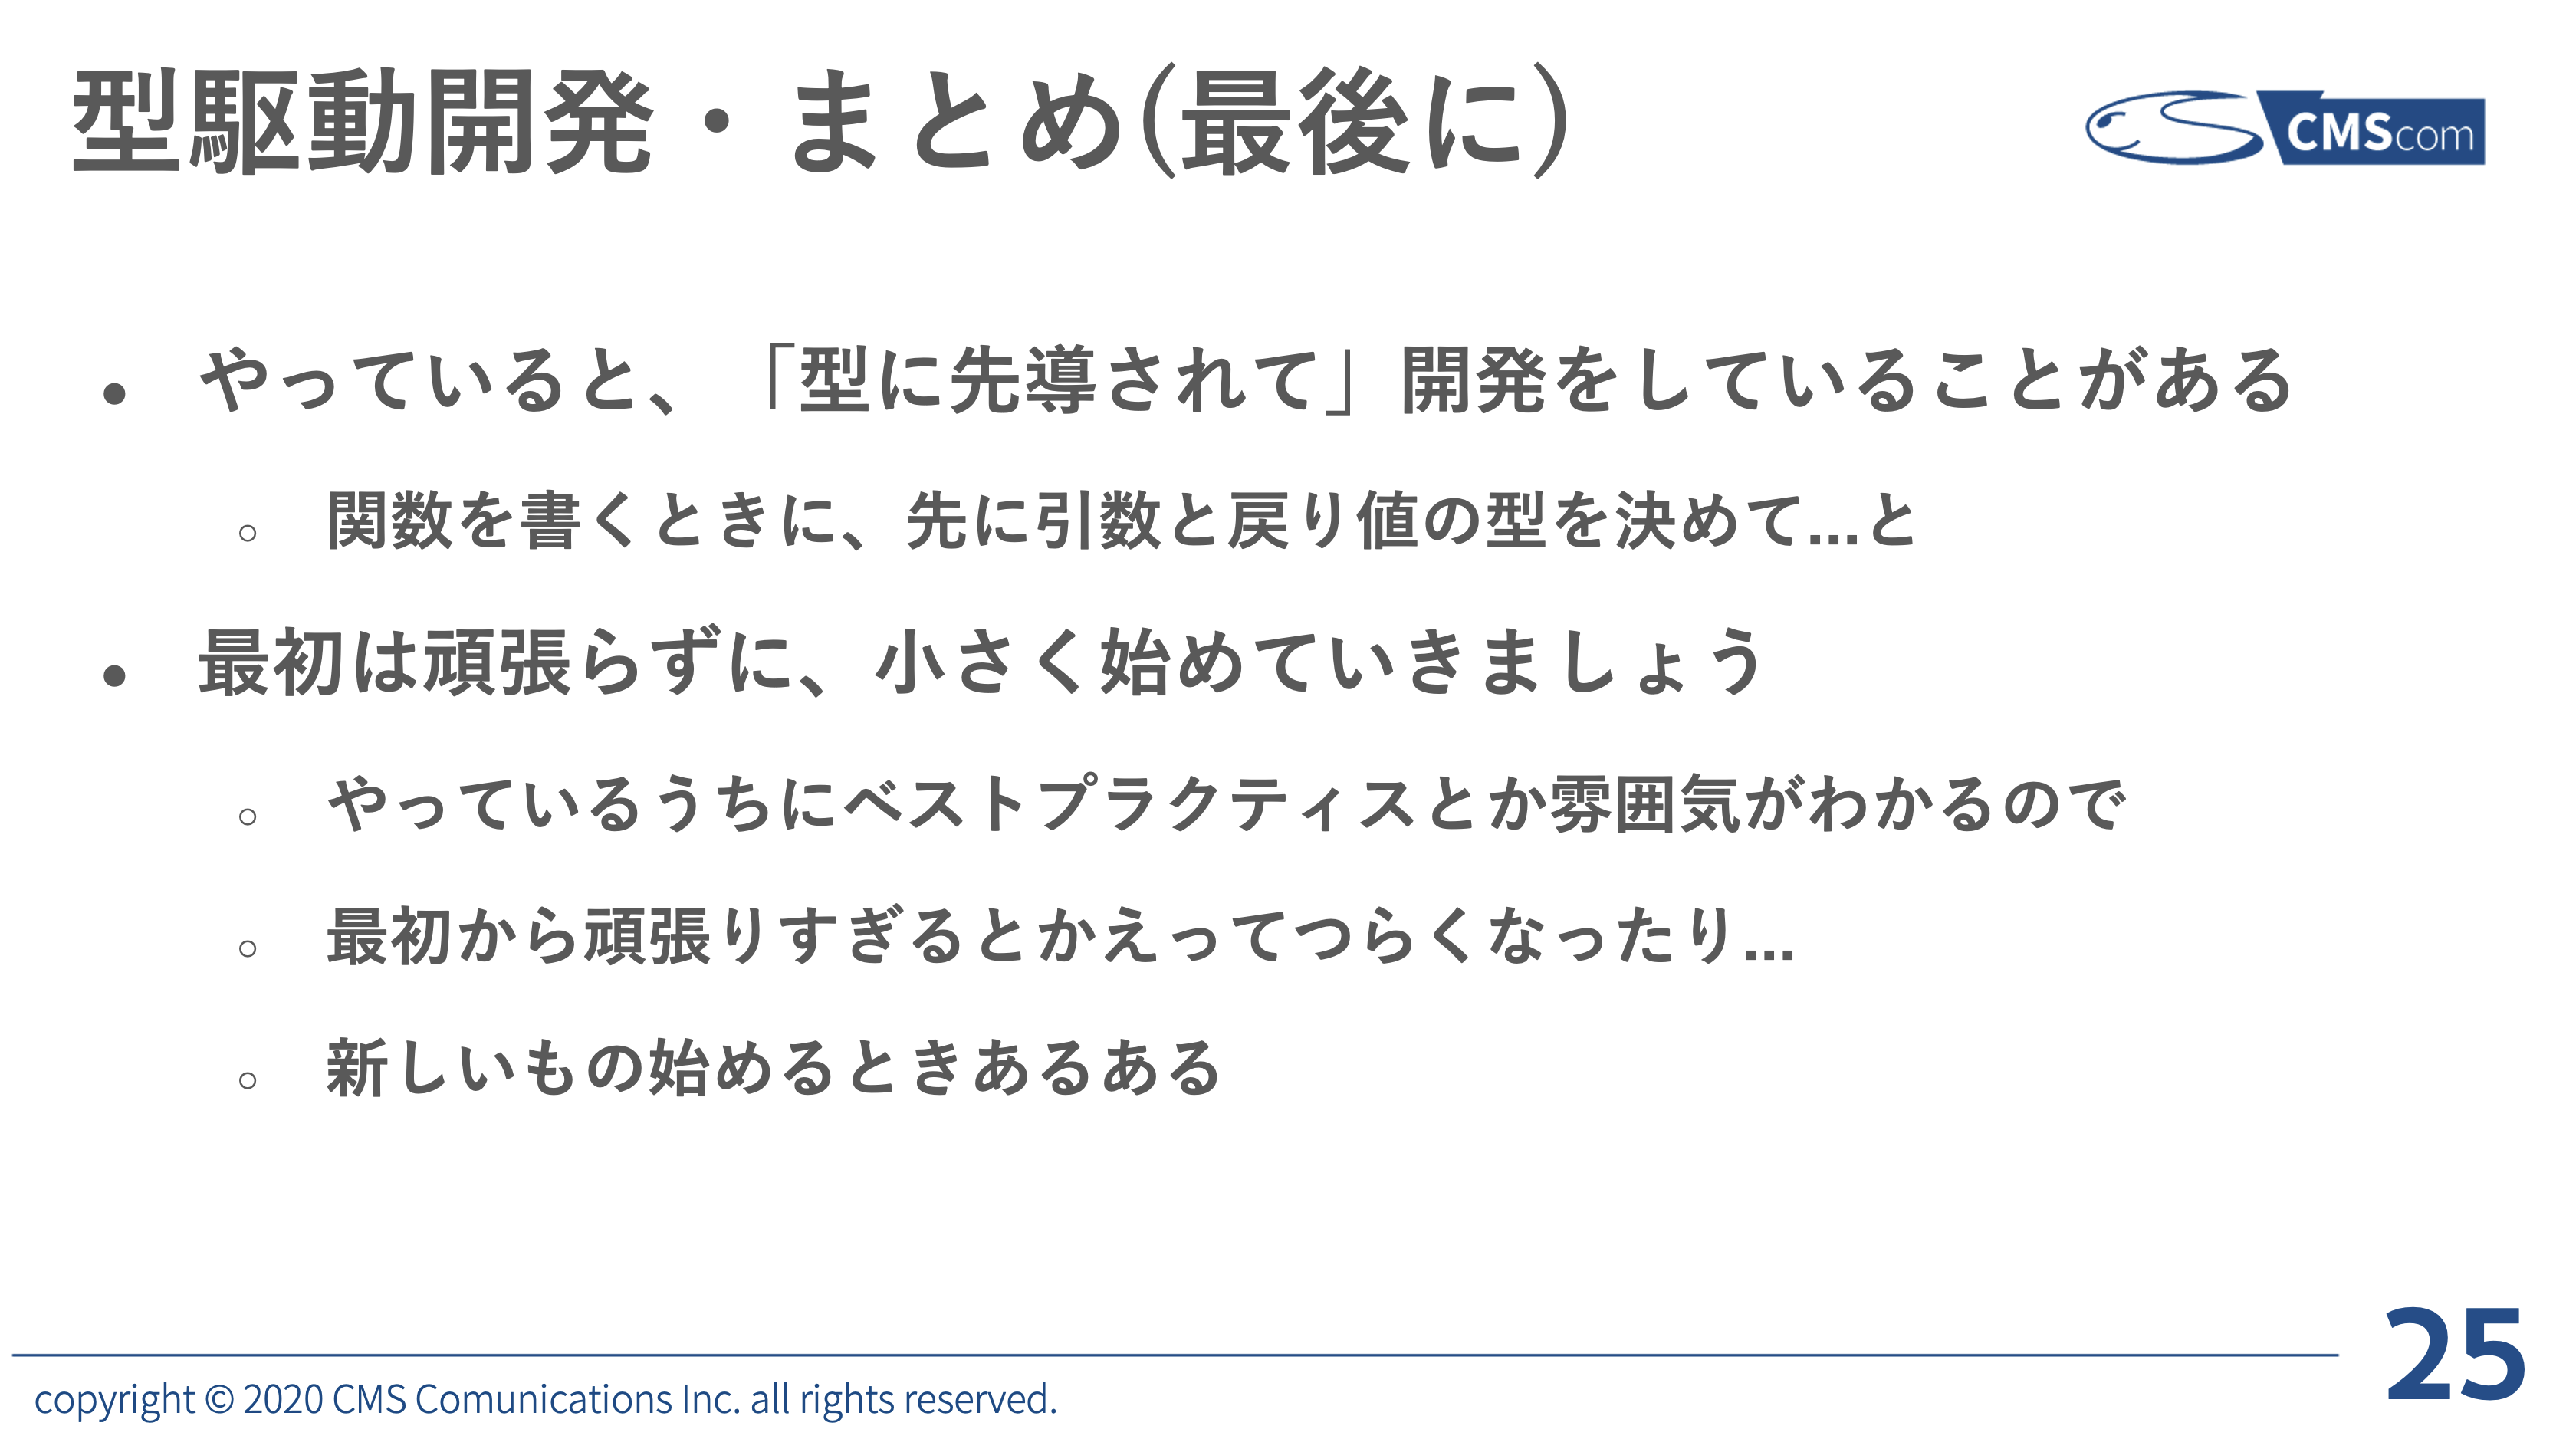 型駆動開発・まとめ(最後に)
CMScom
• やっていると、「型に先導されて」開発をしていることがある
○ 関数を書くときに、先に引数と戻り値の型を決めて...と
• 最初は頑張らずに、小さく始めていきましょう
○ やっているうちにベストプラクティスとか雰囲気がわかるので
○ 最初から頑張りすぎるとかえってつらくなったり...
○ 新しいもの始めるときあるある
copyright © 2020 CMS Comunications Inc. all rights reserved.
25